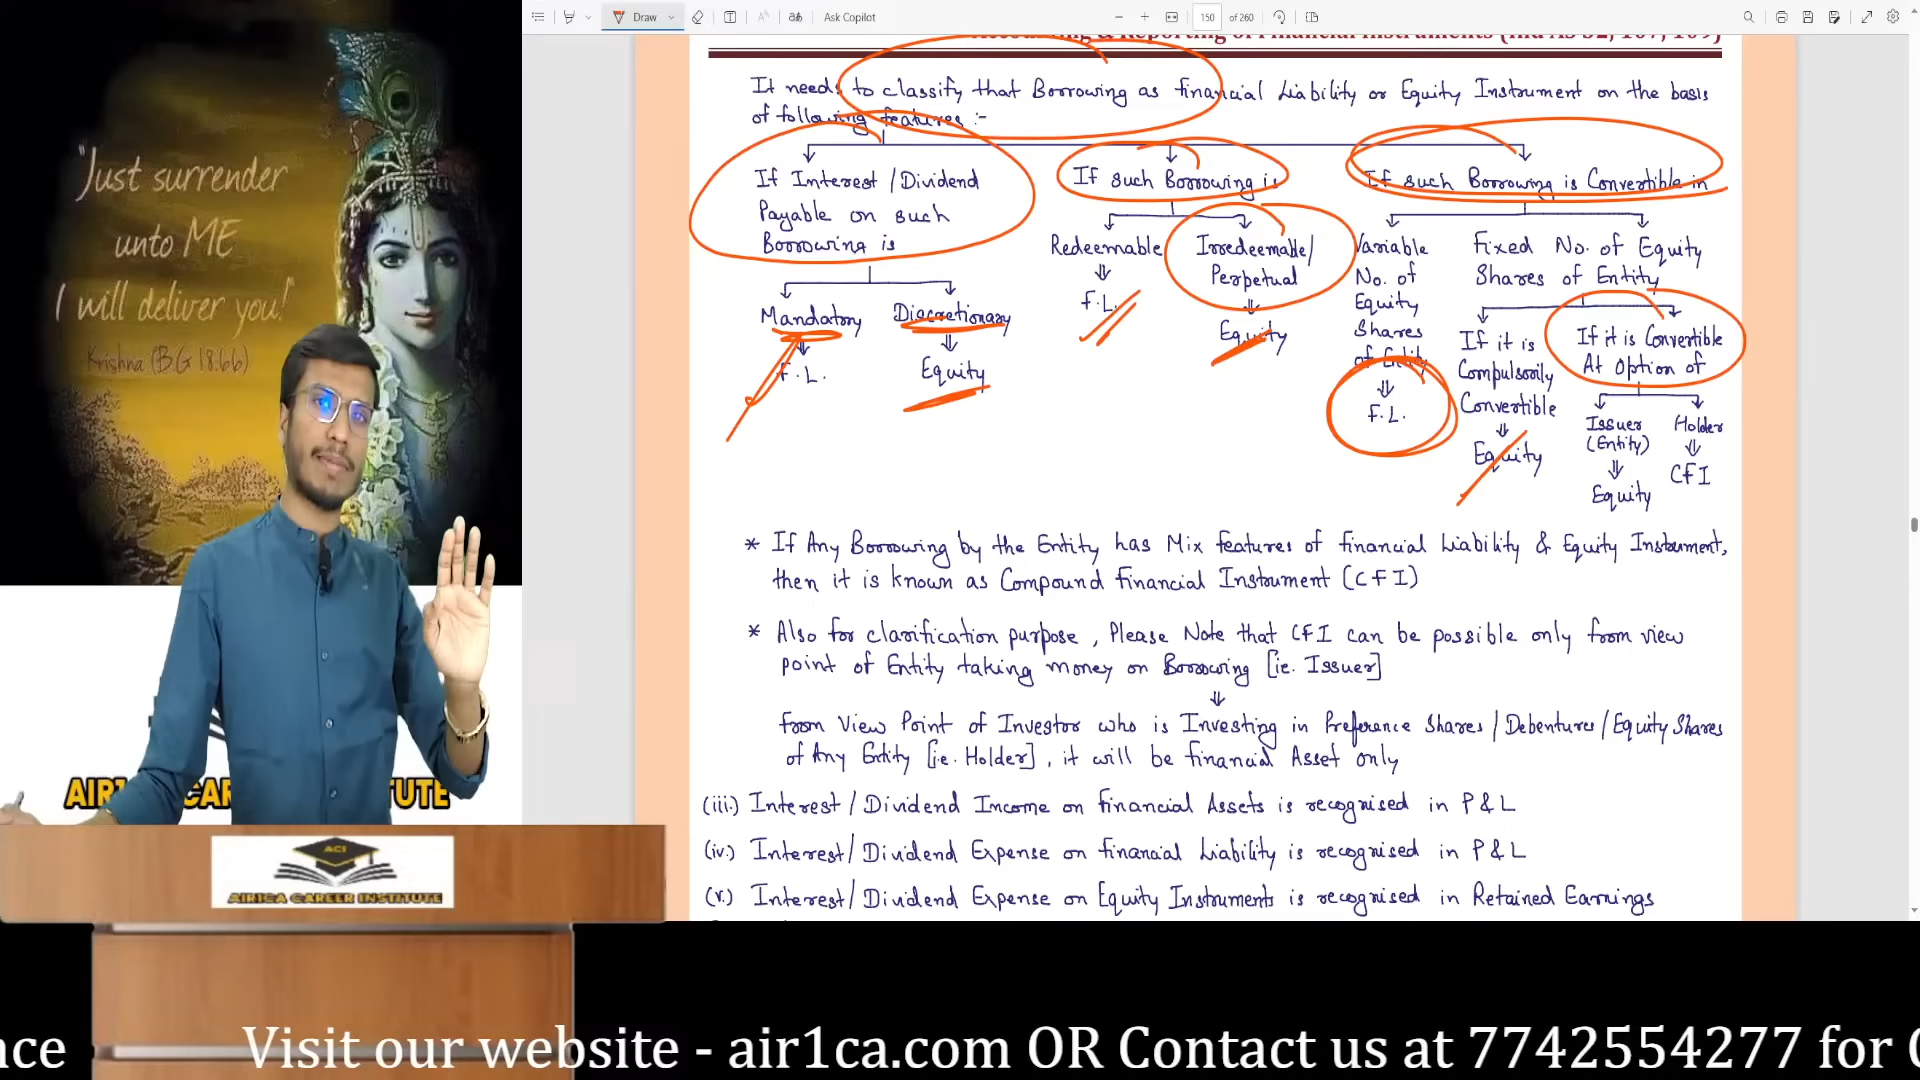 "Just surrender
unto ME
I will deliver you!"
Krishna (B.G 18:66)
Draw
Ask Copilot
150 of 260
It needs to classify that Borrowing as financial Liability or Equity Instrument on the basis
of following features :-
If Interest / Dividend
Payable on such
Borrowing is
Mandatory
F.L.
Discretionary
Equity
If such Borrowing is
Redeemable
F.L.
Irredeemable/
Perpetual
Equity
If such Borrowing is Convertible in
Variable
No. of
Equity
Shares
of Entity
F.L.
Fixed No. of Equity
Shares of Entity
If it is
Compulsorily
Convertible
Equity
If it is Convertible
At Option of
Issuer
(Entity)
Equity
Holder
CFI
* If Any Borrowing by the Entity has Mix features of financial Liability & Equity Instrument,
then it is known as Compound Financial Instrument (CFI)
* Also for clarification purpose, Please Note that CFI can be possible only from view
point of Entity taking money on Borrowing [ie. Issuer]
From View Point of Investor who is Investing in Preference Shares / Debentures / Equity Shares
of Any Entity [i.e. Holder], it will be financial Asset only
(iii) Interest / Dividend Income on financial Assets is recognised in P & L
(iv.) Interest / Dividend Expense on financial Liability is recognised in P & L
(v.) Interest / Dividend Expense on Equity Instruments is recognised in Retained Earnings
ACI
AIR1CA CAREER INSTITUTE
Visit our website - air1ca.com OR Contact us at 7742554277 for